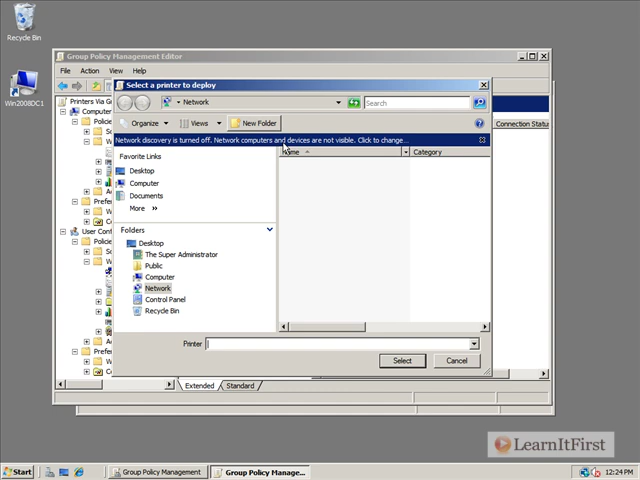 Recycle Bin
Win2008DC1
Group Policy Management Editor
File Action View Help
Select a printer to deploy
Network
Search
Organize Views New Folder
Network discovery is turned off. Network computers and devices are not visible. Click to change...
Favorite Links
Desktop
Computer
Documents
More »
Folders
Desktop
The Super Administrator
Public
Computer
Network
Control Panel
Recycle Bin
Category
Printer
Select Cancel
Printers Via Gr
Computer
Policie
Prefer
User Conf
Policie
Prefe
Connection Status
Extended Standard
LearnItFirst
Start Group Policy Management Group Policy Manage... 12:24 PM